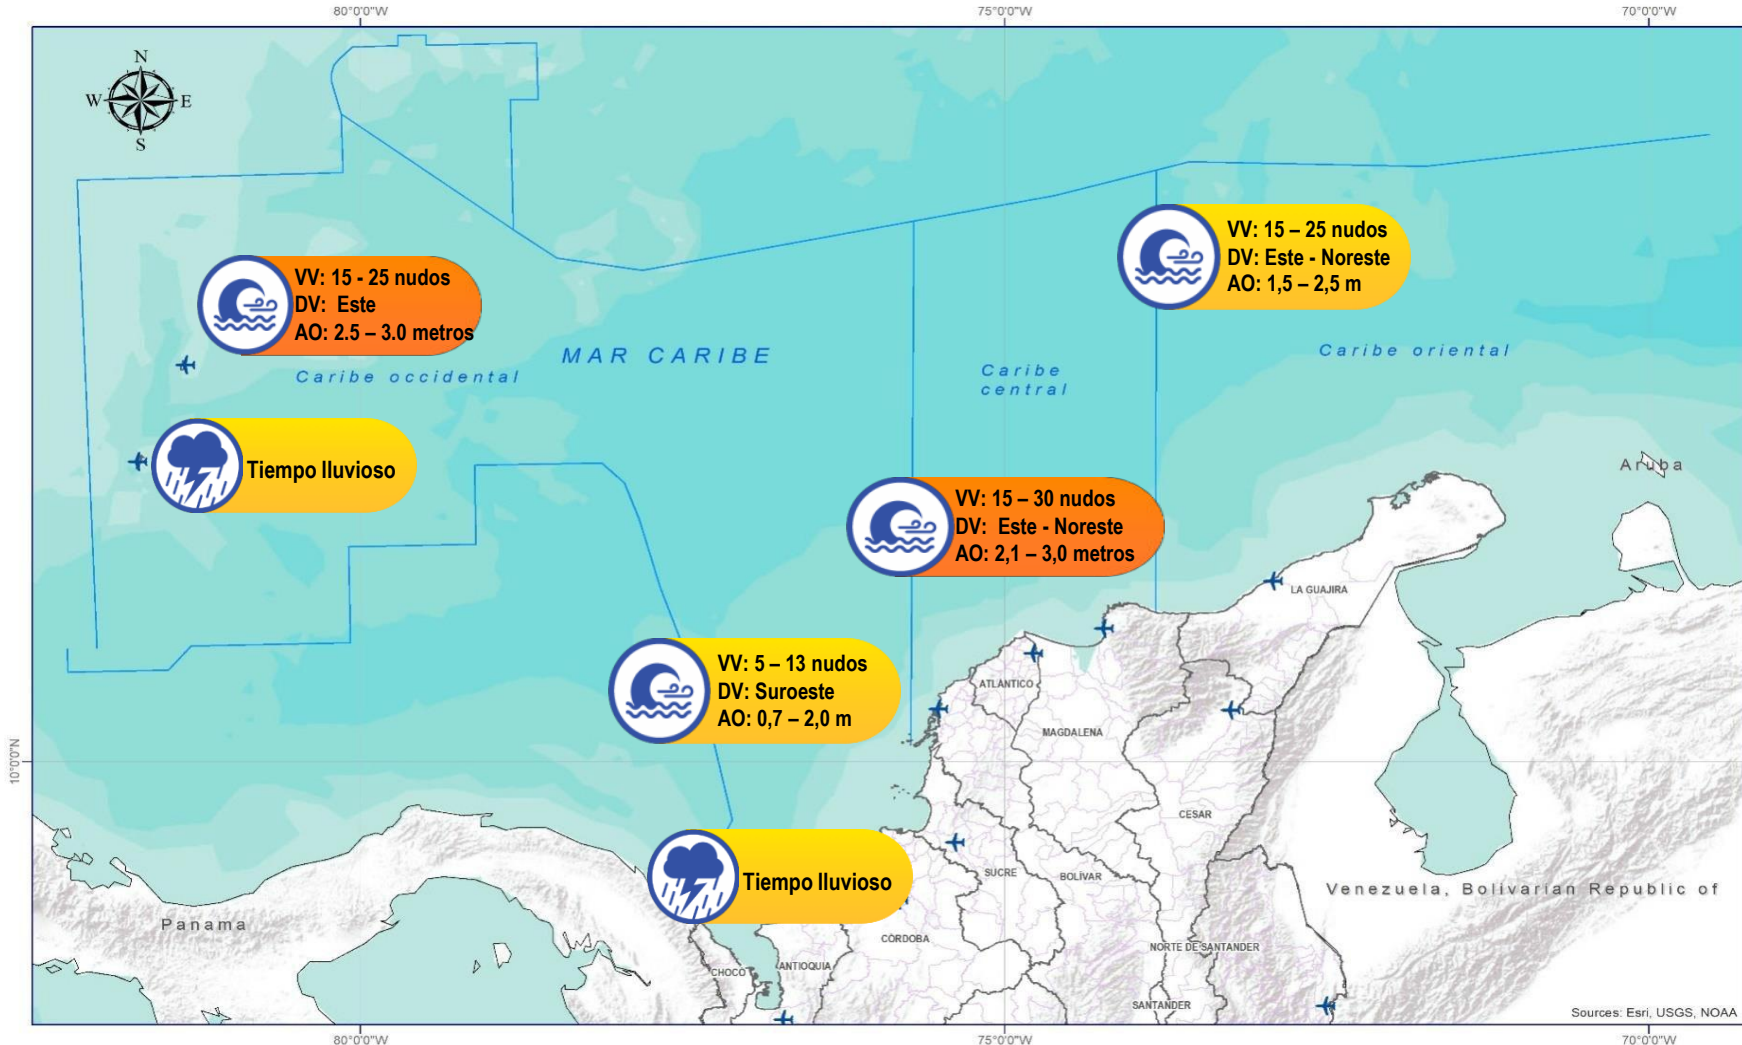 80°0'0"W
75°0'0"W
70°0'0"W
N
W
E
S
VV: 15 – 25 nudos
DV: Este - Noreste
AO: 1,5 – 2,5 m
VV: 15 - 25 nudos
DV: Este
AO: 2.5 – 3.0 metros
MAR CARIBE
Caribe occidental
Caribe
central
Caribe oriental
Tiempo lluvioso
Aruba
VV: 15 – 30 nudos
DV: Este - Noreste
AO: 2,1 – 3,0 metros
LA GUAJIRA
VV: 5 – 13 nudos
DV: Suroeste
AO: 0,7 – 2,0 m
ATLÁNTICO
MAGDALENA
10°0'0"N
CESAR
Tiempo lluvioso
SUCRE
BOLÍVAR
Venezuela, Bolivarian Republic of
Panama
CÓRDOBA
NORTE DE SANTANDER
CHOCÓ
ANTIOQUIA
SANTANDER
Sources: Esri, USGS, NOAA
80°0'0"W
75°0'0"W
70°0'0"W